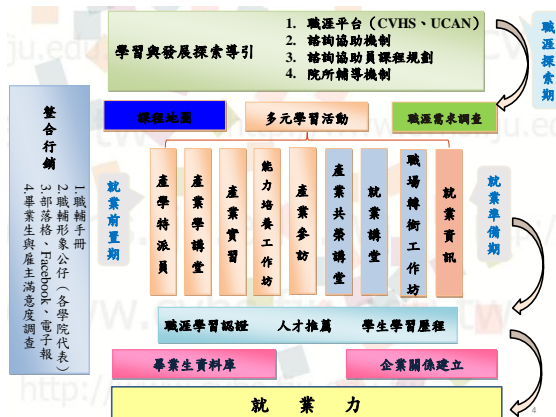 學習與發展探索導引
1. 職涯平台（CVHS、UCAN）
2. 諮詢協助機制
3. 諮詢協助員課程規劃
4. 院所輔導機制
職涯探索期
整合行銷
1.職輔手冊
2.職輔形象公仔（各學院代表）
3.部落格、Facebook、電子報
4.畢業生與雇主滿意度調查
課程地圖
多元學習活動
職涯需求調查
就業前置期
產學特派員
產業學講堂
產業實習
能力培養工作坊
產業參訪
產業共榮講堂
就業講堂
職場轉銜工作坊
就業資訊
就業準備期
職涯學習認證 人才推薦 學生學習歷程
畢業生資料庫
企業關係建立
就 業 力
4